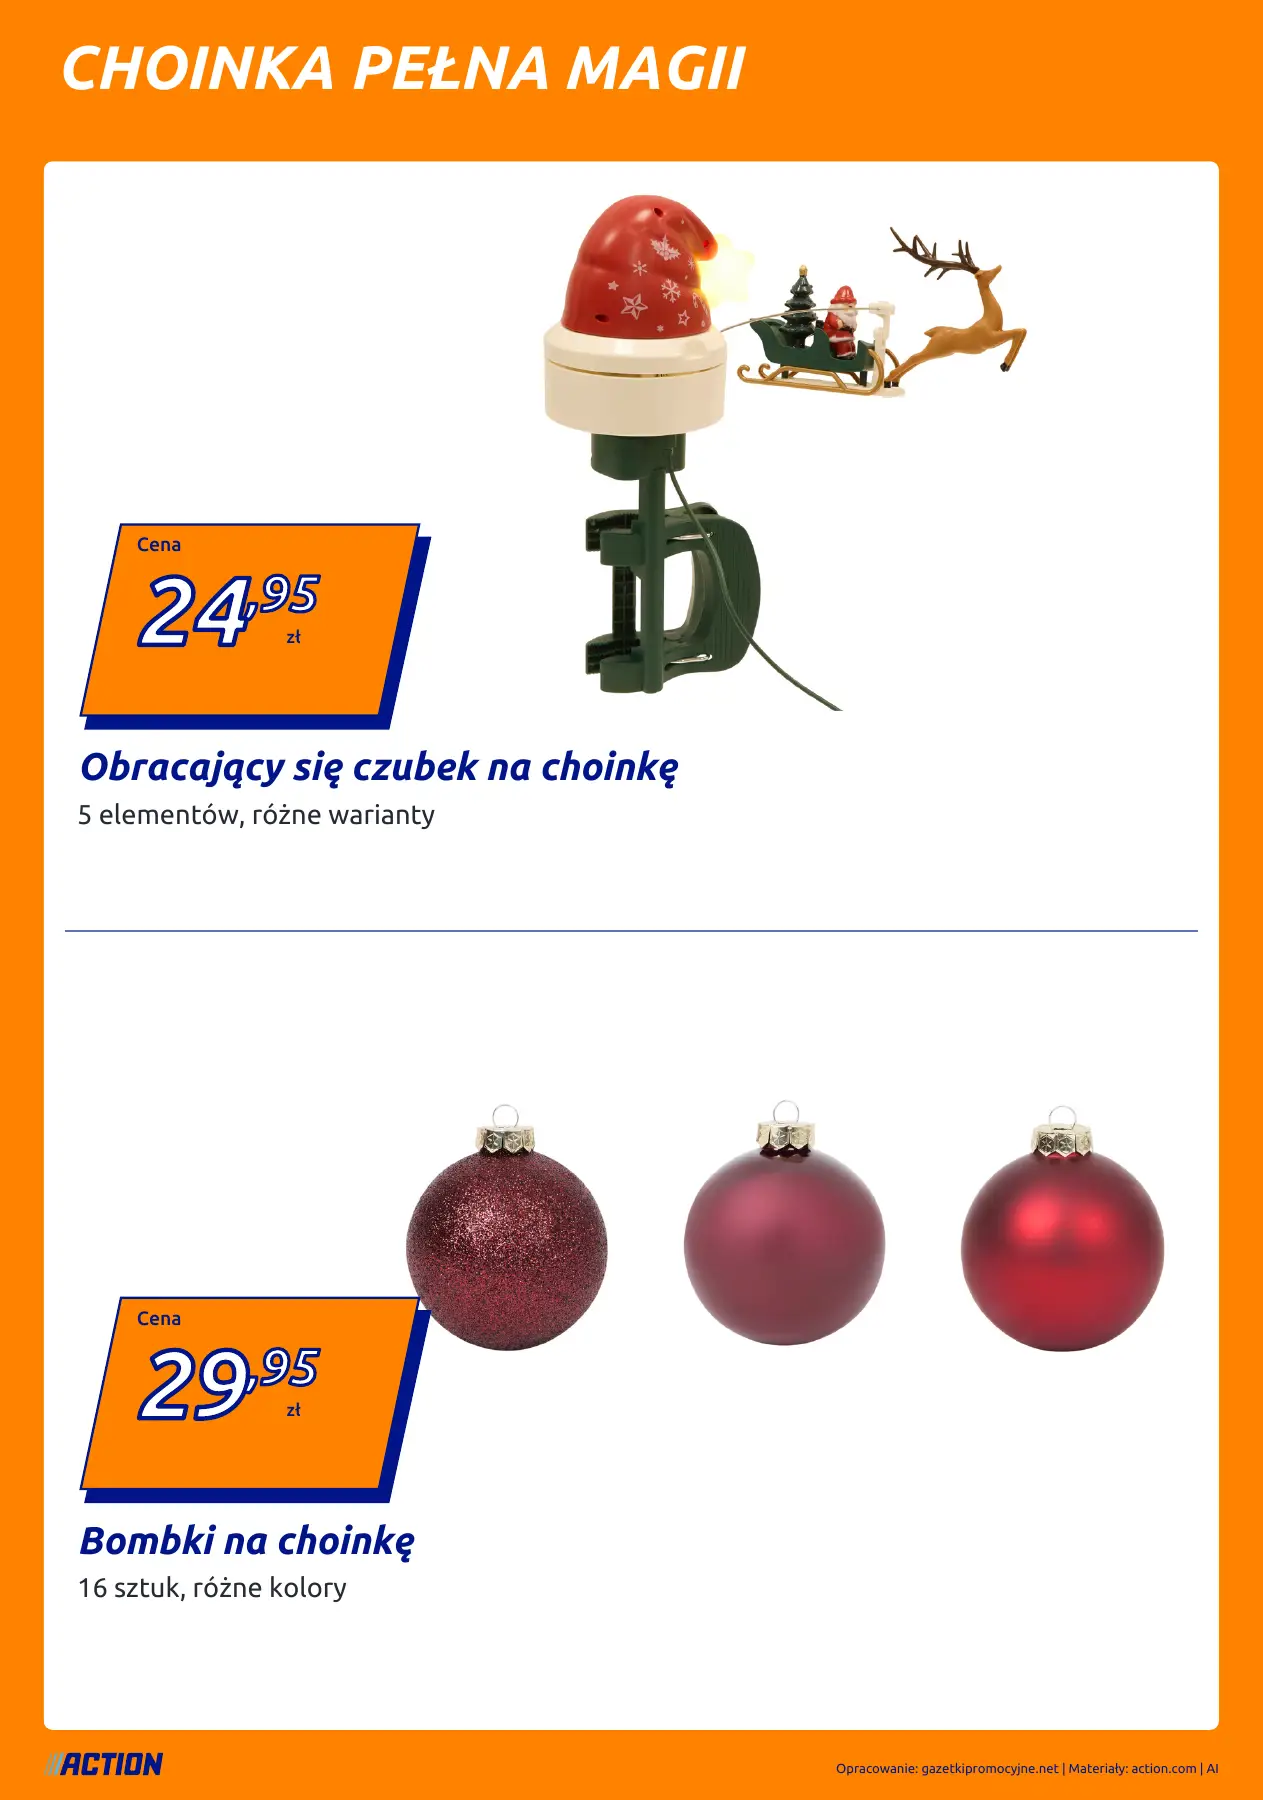 CHOINKA PEŁNA MAGII
Cena
24,95
zł
Obracający się czubek na choinkę
5 elementów, różne warianty
Cena
29,95
zł
Bombki na choinkę
16 sztuk, różne kolory
ACTION
Opracowanie: gazetkipromocyjne.net | Materiały: action.com | AI